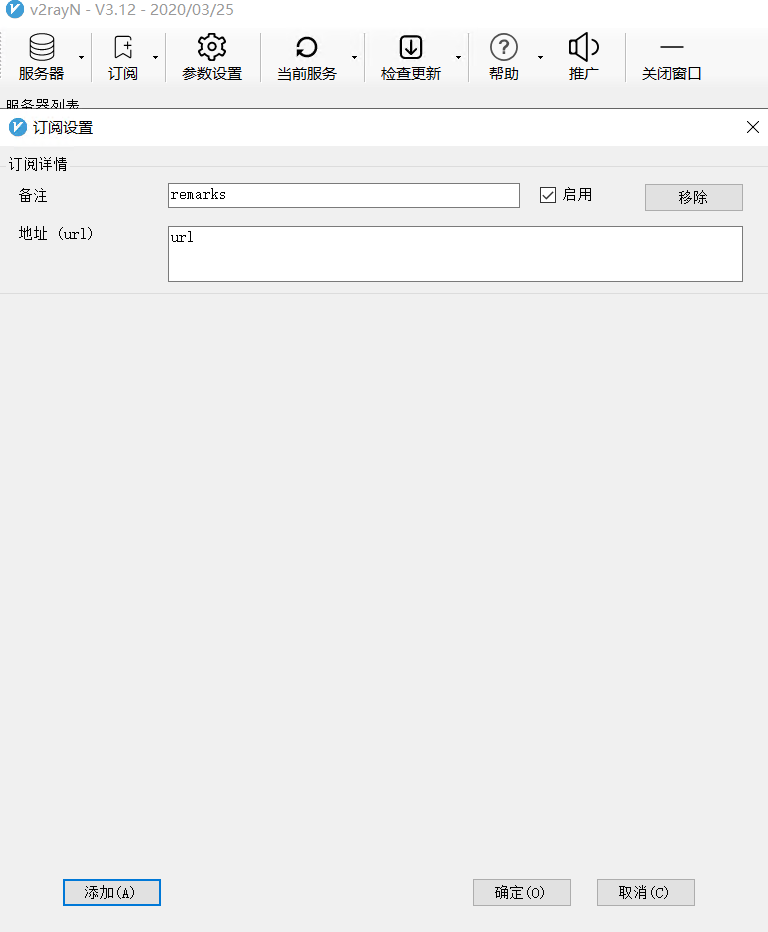 v2rayN - V3.12 - 2020/03/25
服务器 订阅 参数设置 当前服务 检查更新 帮助 推广 关闭窗口
服务器列表
订阅设置
订阅详情
备注 remarks 启用 移除
地址 (url) url
添加(A) 确定(O) 取消(C)